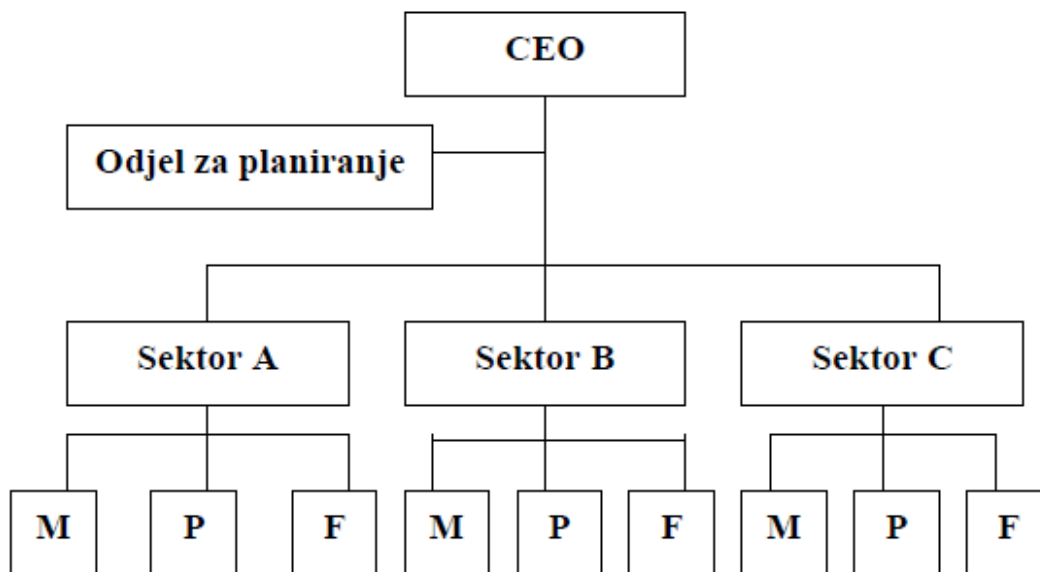 CEO
Odjel za planiranje
Sektor A
Sektor B
Sektor C
M
P
F
M
P
F
M
P
F